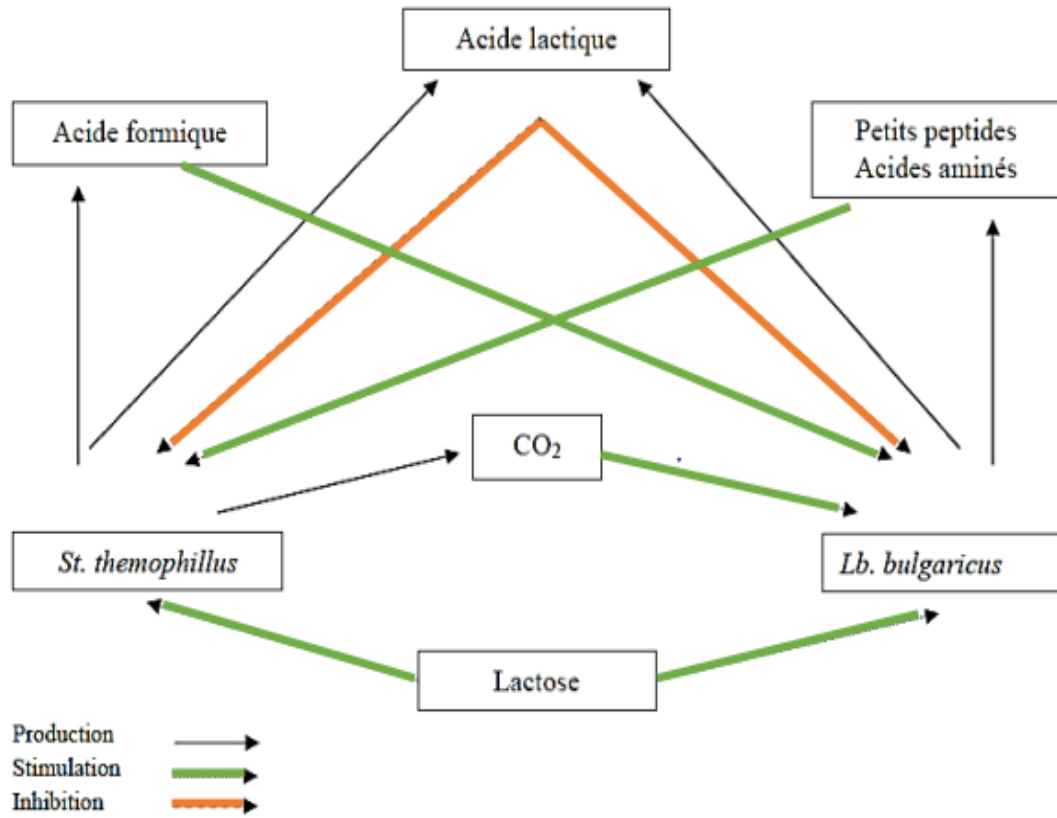 Acide lactique
Acide formique
Petits peptides
Acides aminés
CO₂
St. themophillus
Lb. bulgaricus
Lactose
Production
Stimulation
Inhibition